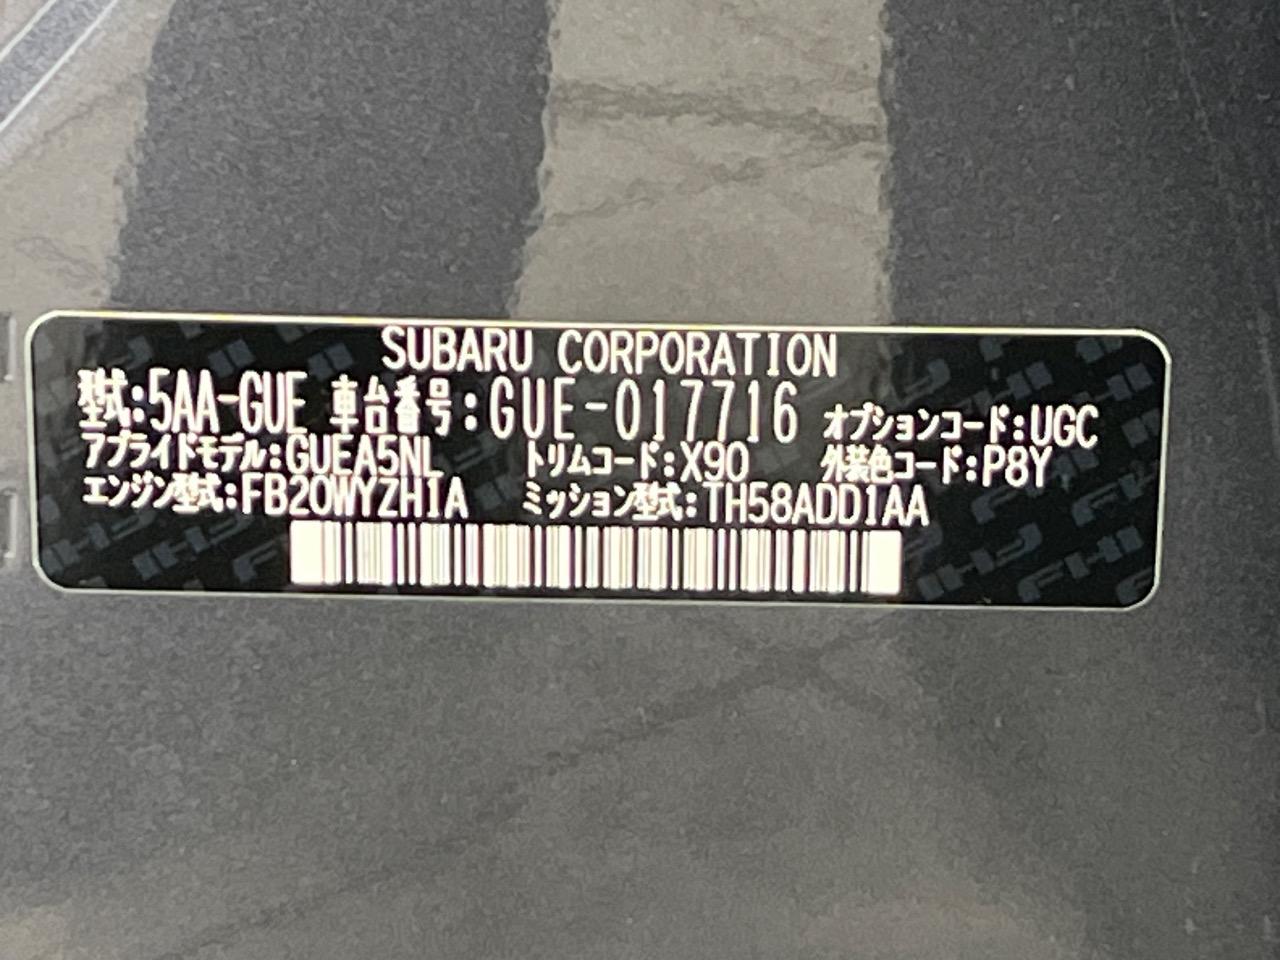 SUBARU CORPORATION
型式:5AA-GUE 車台番号:GUE-017716 オプションコード:UGC
アプライドモデル:GUEA5NL トリムコード:X90 外装色コード:P8Y
エンジン型式:FB20WYZH1A ミッション型式:TH58ADD1AA